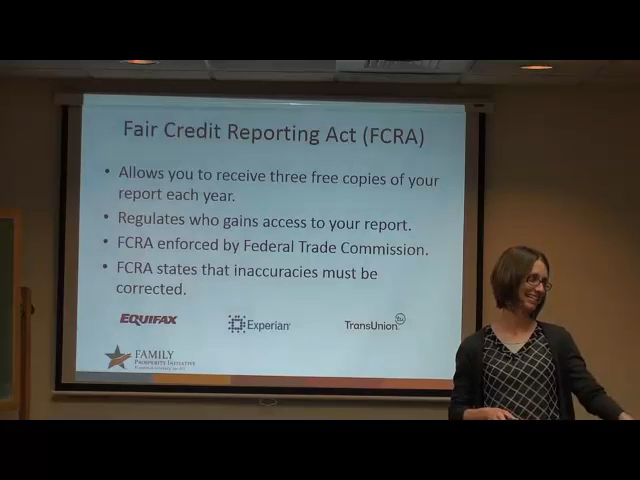 Fair Credit Reporting Act (FCRA)
• Allows you to receive three free copies of your
report each year.
• Regulates who gains access to your report.
• FCRA enforced by Federal Trade Commission.
• FCRA states that inaccuracies must be
corrected.
EQUIFAX
Experian
TransUnion
tu
FAMILY
PROSPERITY INITIATIVE